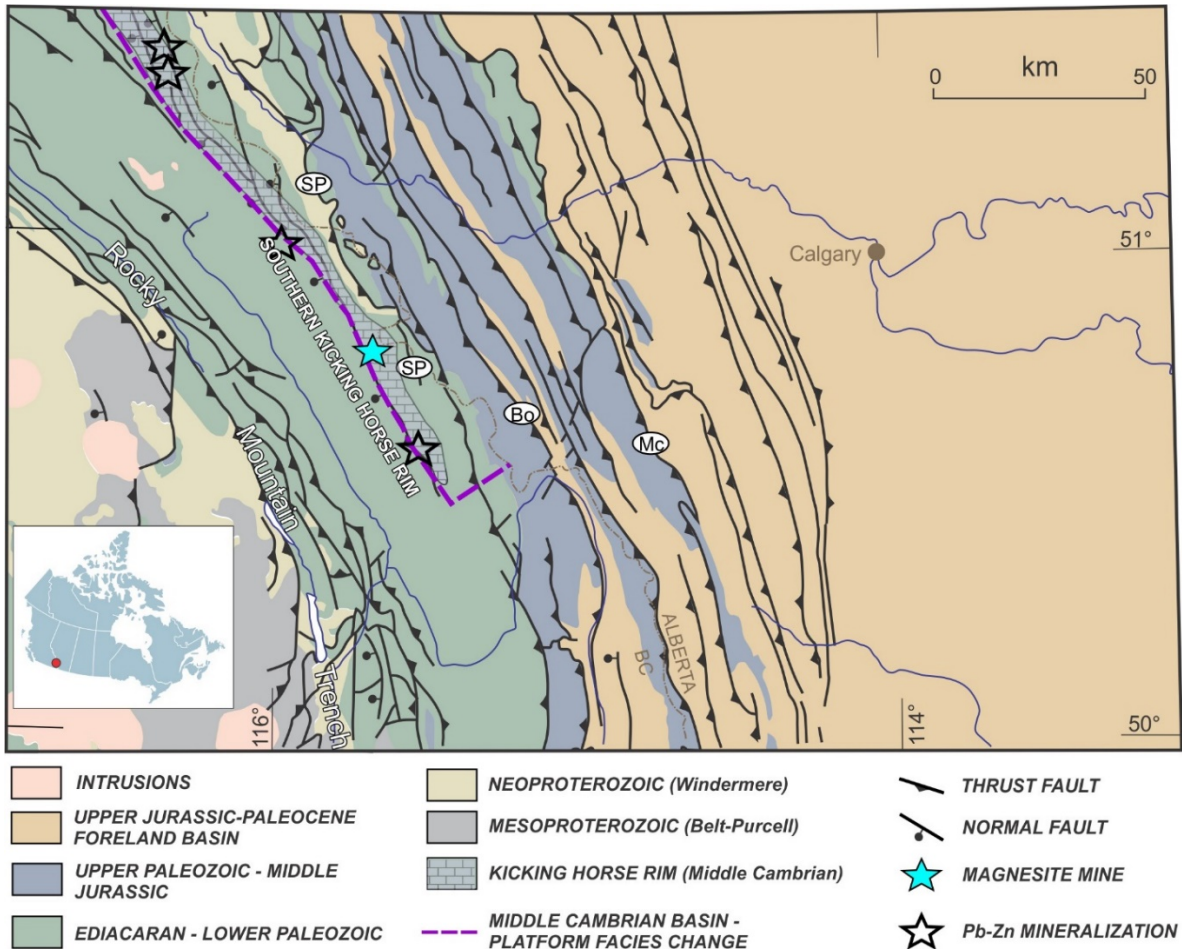 0 km 50
SP
Calgary
51°
Rocky
Mountain
Trench
SOUTHERN KICKING HORSE RIM
SP
Bo
Mc
ALBERTA
BC
116°
114°
50°
INTRUSIONS
UPPER JURASSIC-PALEOCENE
FORELAND BASIN
UPPER PALEOZOIC - MIDDLE
JURASSIC
EDIACARAN - LOWER PALEOZOIC
NEOPROTEROZOIC (Windermere)
MESOPROTEROZOIC (Belt-Purcell)
KICKING HORSE RIM (Middle Cambrian)
MIDDLE CAMBRIAN BASIN -
PLATFORM FACIES CHANGE
THRUST FAULT
NORMAL FAULT
MAGNESITE MINE
Pb-Zn MINERALIZATION